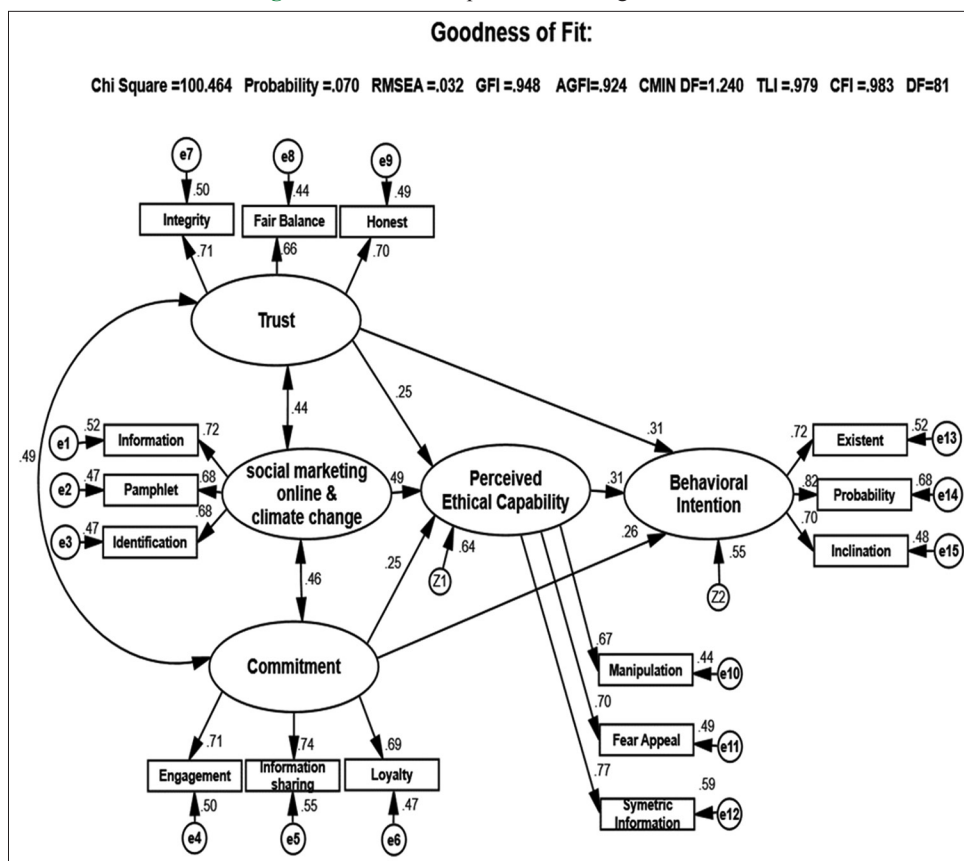 Goodness of Fit:
Chi Square =100.464 Probability =.070 RMSEA =.032 GFI =.948 AGFI=.924 CMIN DF=1.240 TLI =.979 CFI =.983 DF=81
e7
e8
e9
.50
.44
.49
Integrity
Fair Balance
Honest
.71
.66
.70
Trust
.44
.25
.31
.49
e1
.52
Information
.72
e2
.47
Pamphlet
.68
e3
.47
Identification
.68
social marketing
online &
climate change
.49
Perceived
Ethical Capability
.31
Behavioral
Intention
.72
Existent
.52
e13
.82
Probability
.68
e14
.70
Inclination
.48
e15
.64
Z1
.55
Z2
.46
.25
.26
Commitment
.67
Manipulation
.44
e10
.70
Fear Appeal
.49
e11
.77
Symetric
Information
.59
e12
.71
.74
.69
Engagement
Information
sharing
Loyalty
.50
.55
.47
e4
e5
e6